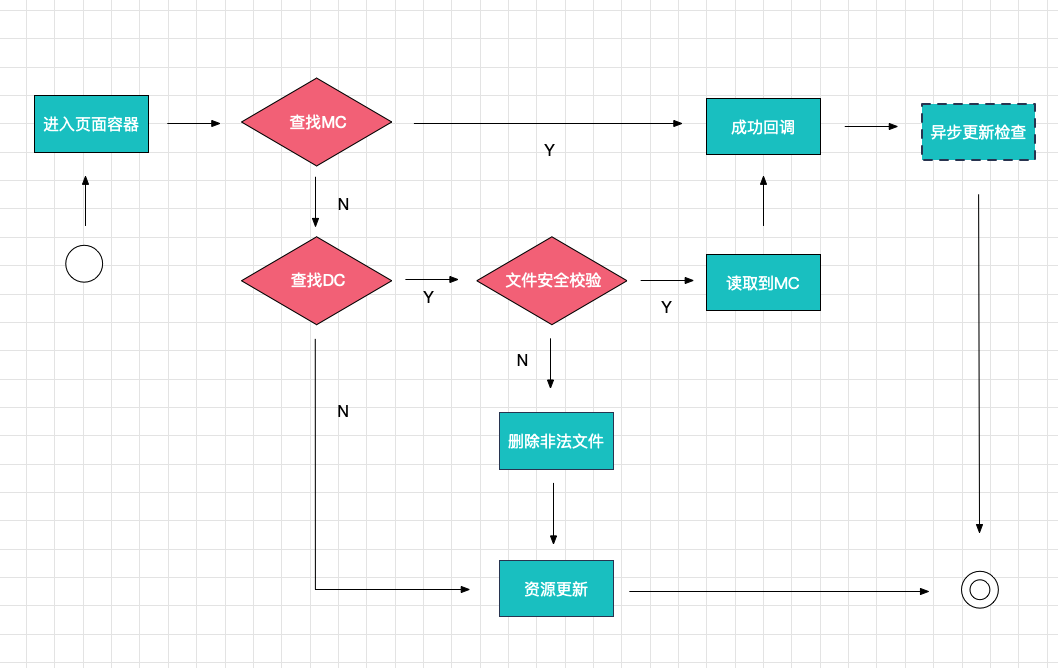 进入页面容器
查找MC
Y
成功回调
异步更新检查
N
查找DC
Y
文件安全校验
Y
读取到MC
N
N
删除非法文件
资源更新